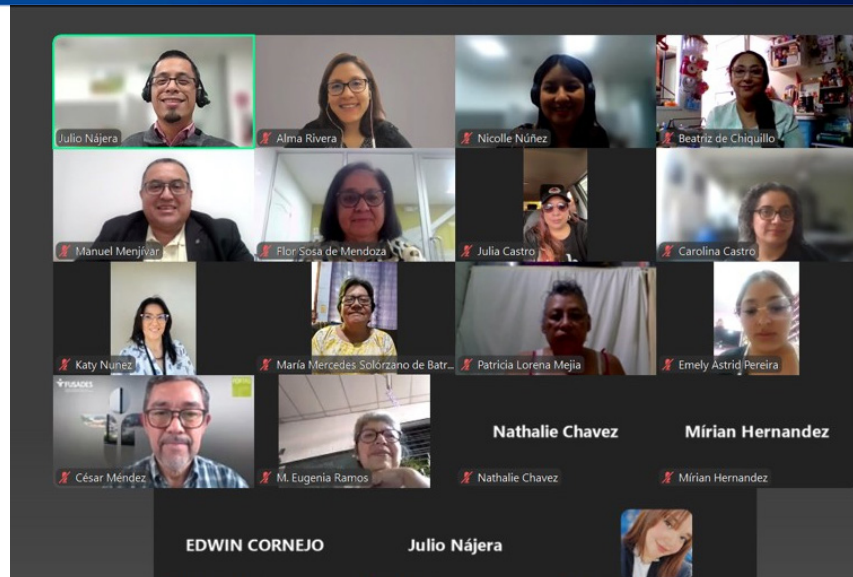 Julio Nájera
Alma Rivera
Nicolle Núñez
Beatriz de Chiquillo
Manuel Menjívar
Flor Sosa de Mendoza
Julia Castro
Carolina Castro
Katy Nunez
María Mercedes Solórzano de Batr...
Patricia Lorena Mejia
Emely Astrid Pereira
FUSADES
César Méndez
M. Eugenia Ramos
Nathalie Chavez
Nathalie Chavez
Mírian Hernandez
Mírian Hernandez
EDWIN CORNEJO
Julio Nájera